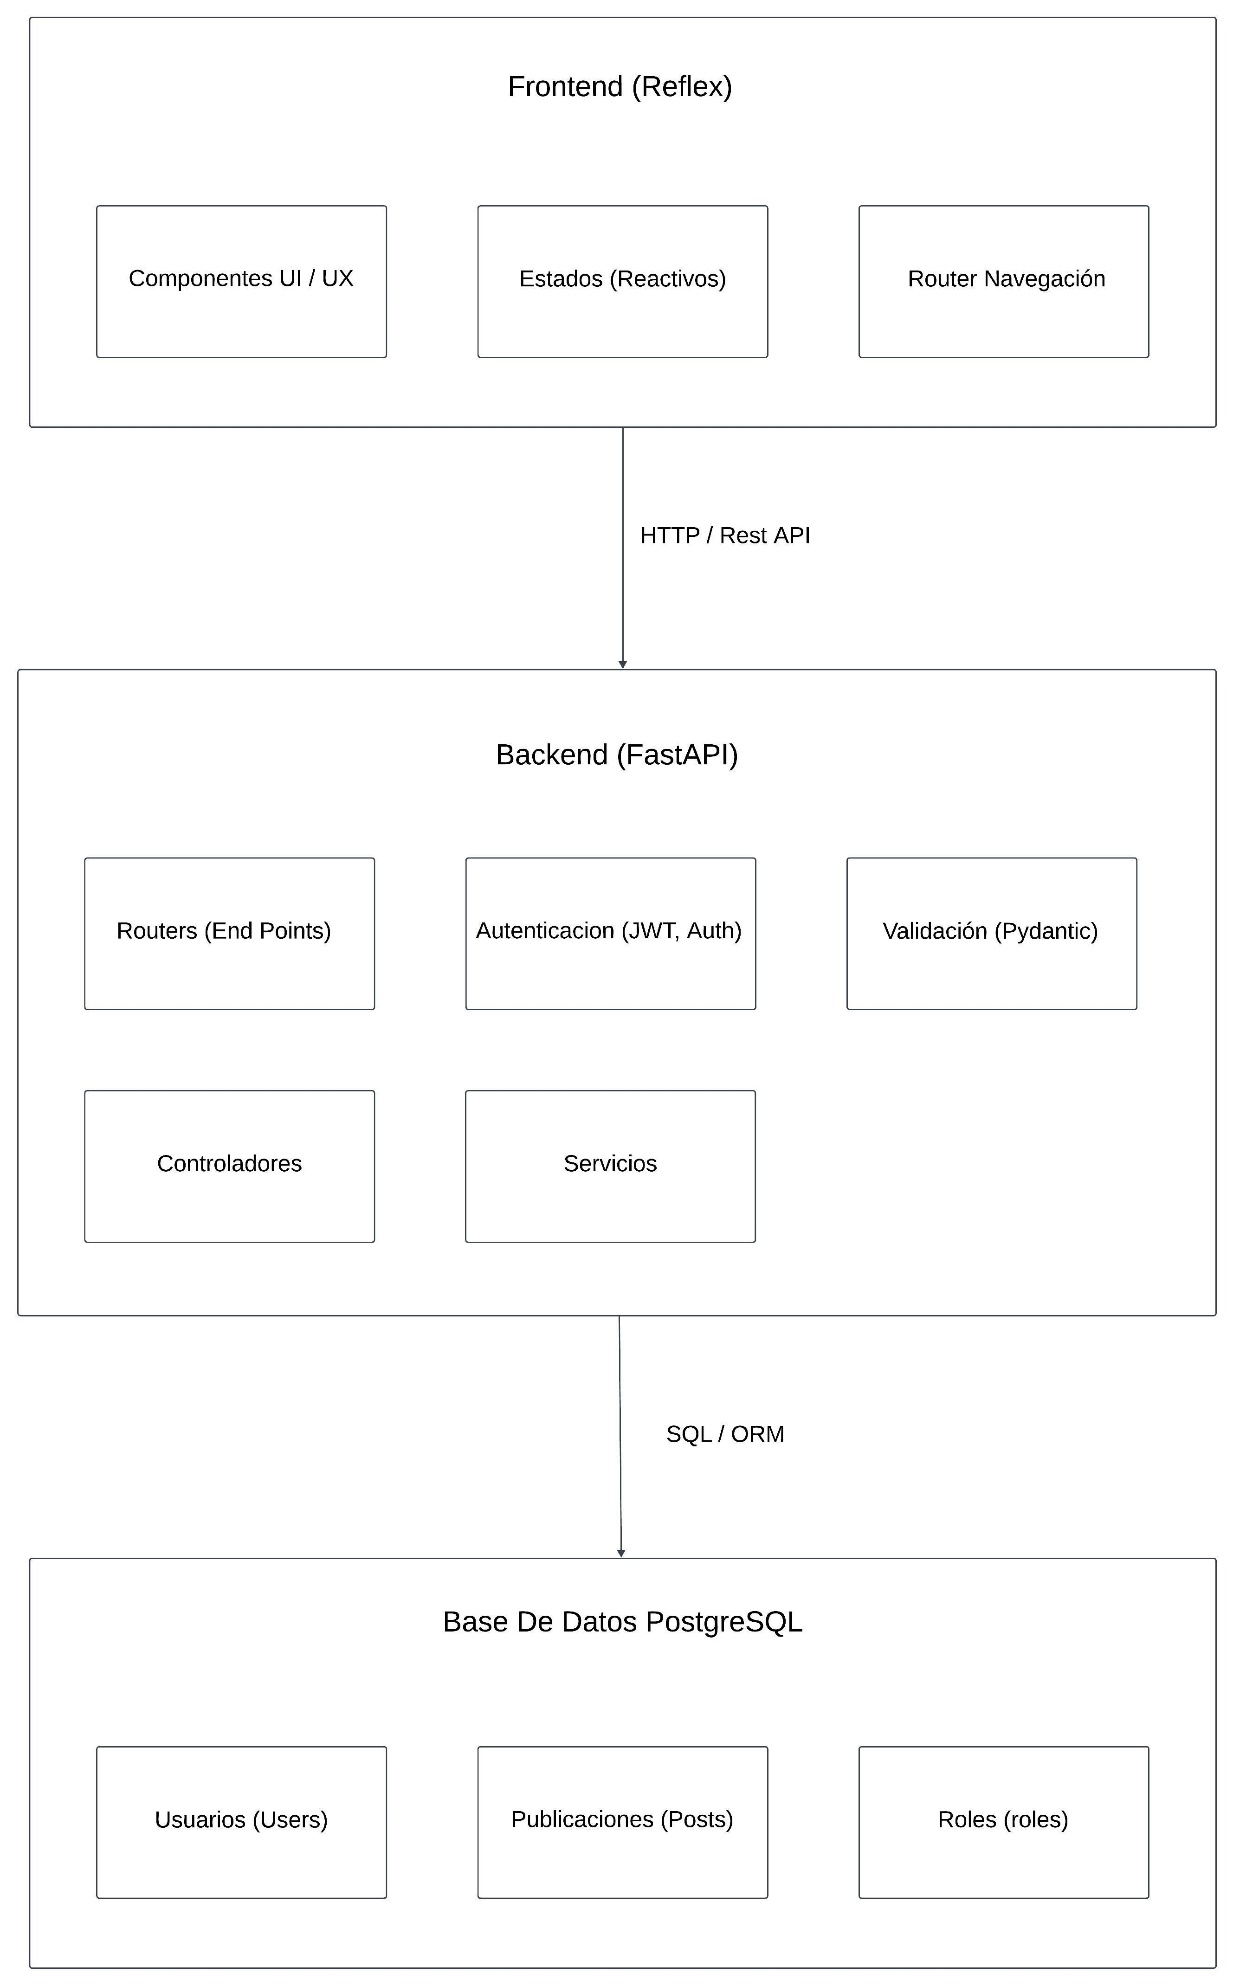 Frontend (Reflex)
Componentes UI / UX
Estados (Reactivos)
Router Navegación
HTTP / Rest API
Backend (FastAPI)
Routers (End Points)
Autenticacion (JWT, Auth)
Validación (Pydantic)
Controladores
Servicios
SQL / ORM
Base De Datos PostgreSQL
Usuarios (Users)
Publicaciones (Posts)
Roles (roles)